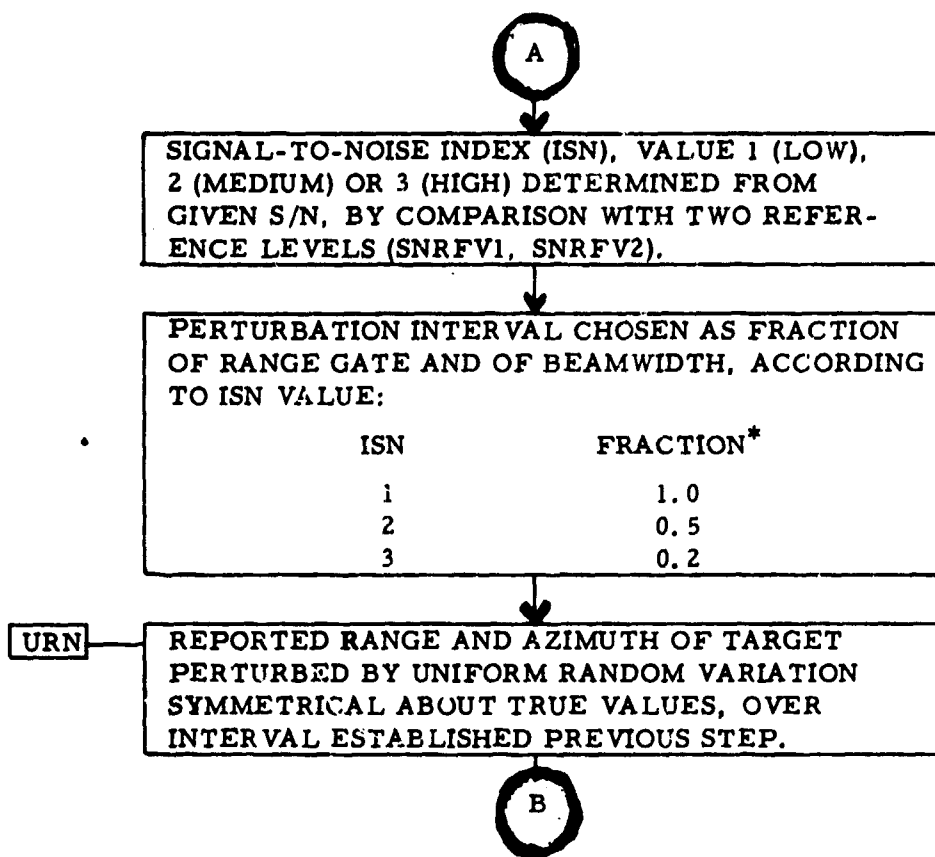 A
SIGNAL-TO-NOISE INDEX (ISN), VALUE 1 (LOW),
2 (MEDIUM) OR 3 (HIGH) DETERMINED FROM
GIVEN S/N, BY COMPARISON WITH TWO REFER-
ENCE LEVELS (SNRFV1, SNRFV2).
PERTURBATION INTERVAL CHOSEN AS FRACTION
OF RANGE GATE AND OF BEAMWIDTH, ACCORDING
TO ISN VALUE:
ISN FRACTION*
1 1.0
2 0.5
3 0.2
URN
REPORTED RANGE AND AZIMUTH OF TARGET
PERTURBED BY UNIFORM RANDOM VARIATION
SYMMETRICAL ABOUT TRUE VALUES, OVER
INTERVAL ESTABLISHED PREVIOUS STEP.
B